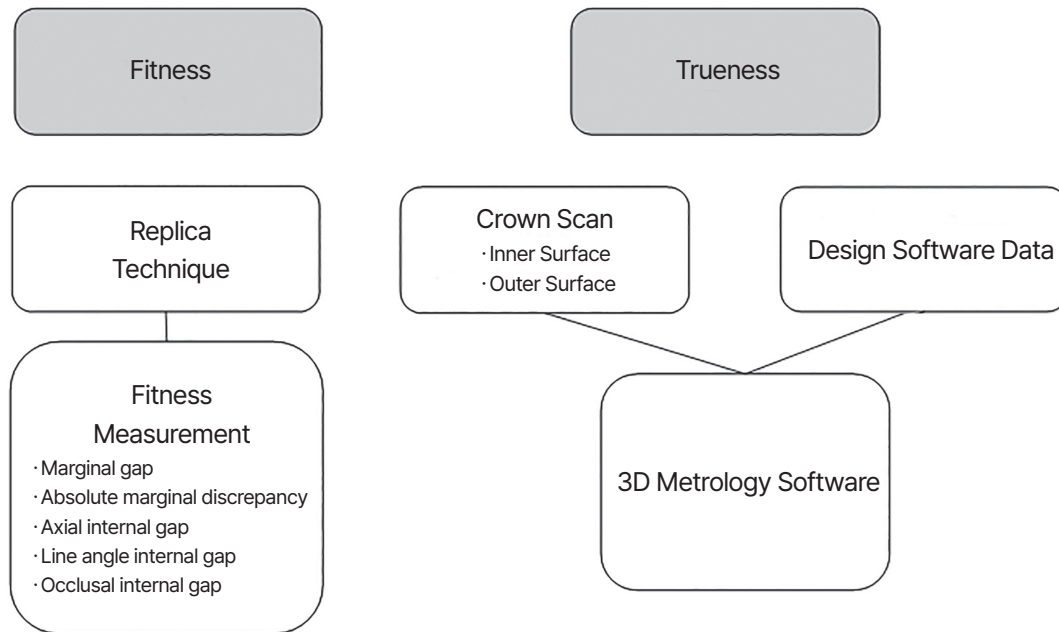 Fitness
Trueness
Replica
Technique
Crown Scan
· Inner Surface
· Outer Surface
Design Software Data
Fitness
Measurement
· Marginal gap
· Absolute marginal discrepancy
· Axial internal gap
· Line angle internal gap
· Occlusal internal gap
3D Metrology Software